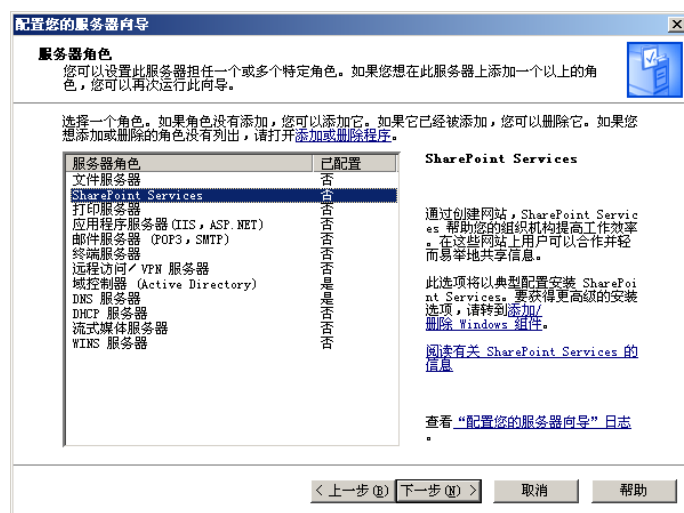 配置您的服务器向导
服务器角色
您可以设置此服务器担任一个或多个特定角色。如果您想在此服务器上添加一个以上的角
色，您可以再次运行此向导。
选择一个角色。如果角色没有添加，您可以添加它。如果它已经被添加，您可以删除它。如果您
想添加或删除的角色没有列出，请打开添加或删除程序。
服务器角色 已配置
文件服务器 否
SharePoint Services 否
打印服务器 否
应用程序服务器(IIS, ASP.NET) 否
邮件服务器 (POP3, SMTP) 否
终端服务器 否
远程访问/ VPN 服务器 否
域控制器 (Active Directory) 是
DNS 服务器 是
DHCP 服务器 否
流式媒体服务器 否
WINS 服务器 否
SharePoint Services
通过创建网站，SharePoint Servic
es 帮助您的组织机构提高工作效率
。在这些网站上用户可以合作并轻
而易举地共享信息。
此选项将以典型配置安装 SharePoi
nt Services。要获得更高级的安装
选项，请转到添加/
删除 Windows 组件。
阅读有关 SharePoint Services 的
信息
查看 “配置您的服务器向导”日志
。
< 上一步(B) 下一步(N) > 取消 帮助